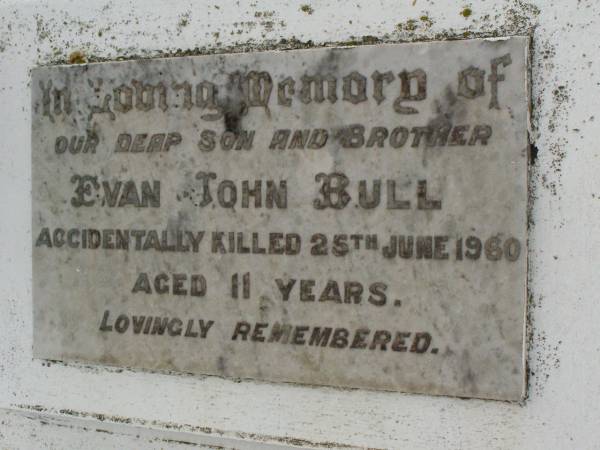 In Loving Memory of
OUR DEAR SON AND BROTHER
EVAN JOHN BULL
ACCIDENTALLY KILLED 25TH JUNE 1960
AGED 11 YEARS.
LOVINGLY REMEMBERED.